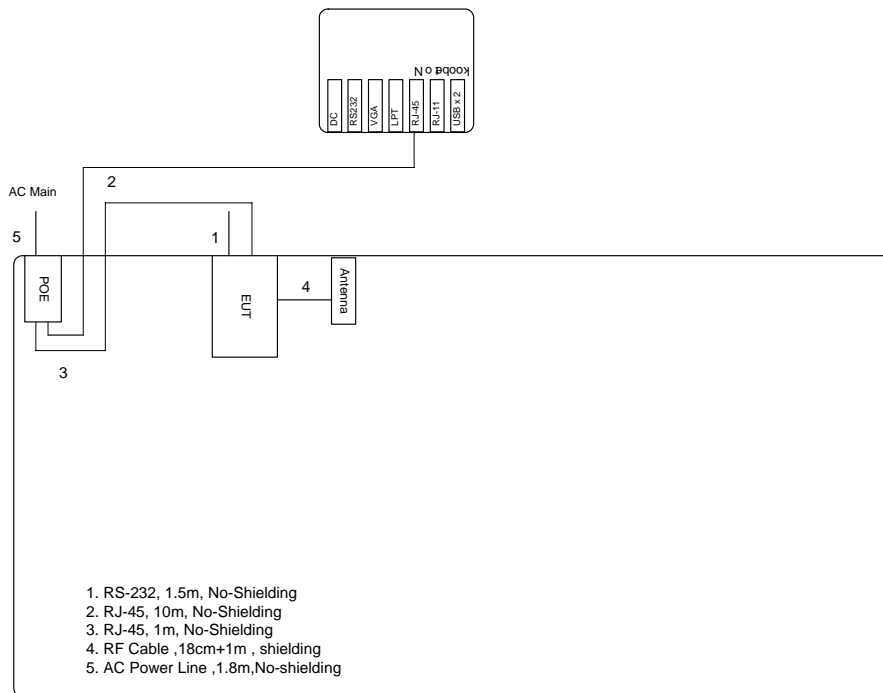 Notebook
DC
RS232
VGA
LPT
RJ-45
RJ-11
USB x 2
2
AC Main
5
1
POE
EUT
4
Antenna
3
1. RS-232, 1.5m, No-Shielding
2. RJ-45, 10m, No-Shielding
3. RJ-45, 1m, No-Shielding
4. RF Cable ,18cm+1m , shielding
5. AC Power Line ,1.8m,No-shielding